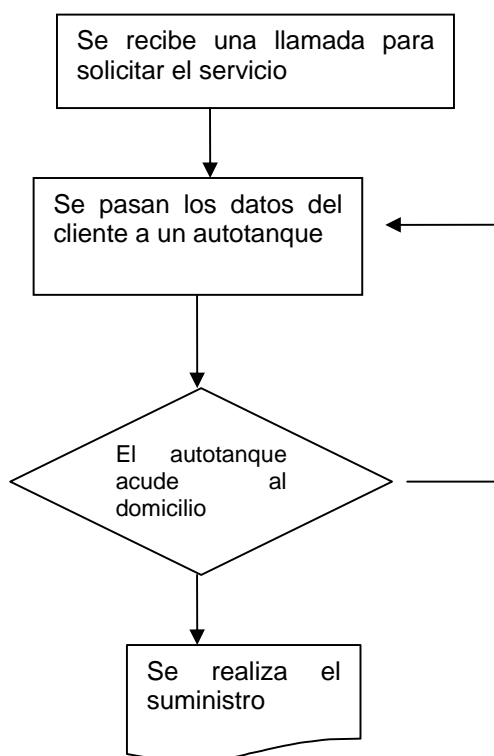 Se recibe una llamada para
solicitar el servicio
Se pasan los datos del
cliente a un autotanque
El autotanque
acude al
domicilio
Se realiza el
suministro